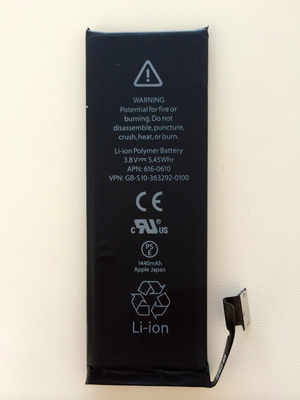 WARNING
Potential for fire or
burning. Do not
disassemble, puncture,
crush, heat, or burn.
Li-ion Polymer Battery
3.8V⎓ 5.45Whr
APN: 616-0610
VPN: GB-S10-363292-0100
CE
c RU US
PS
E
1440mAh
Apple Japan
Li-ion